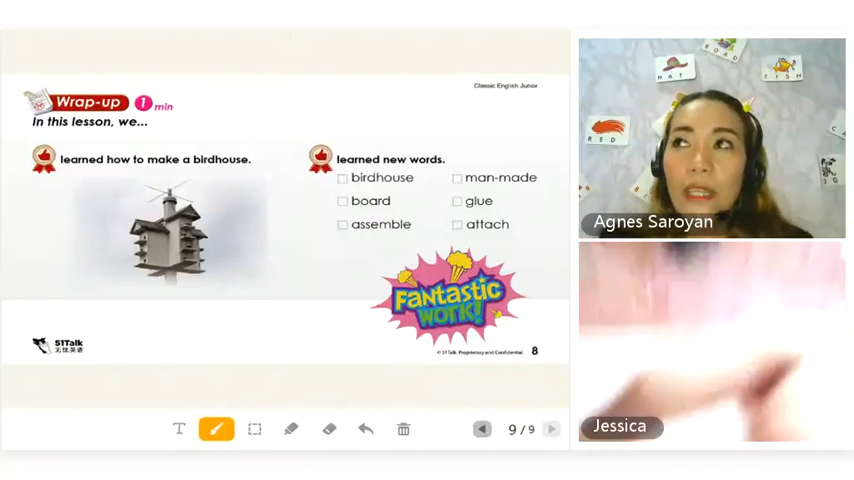 Classic English Junior
Wrap-up 1 min
In this lesson, we...
learned how to make a birdhouse.
learned new words.
birdhouse
man-made
board
glue
assemble
attach
Fantastic
work!
51Talk
无忧英语
© 51Talk. Proprietary and Confidential
8
T
9 / 9
ROAD
HAT
FISH
RED
Agnes Saroyan
Jessica